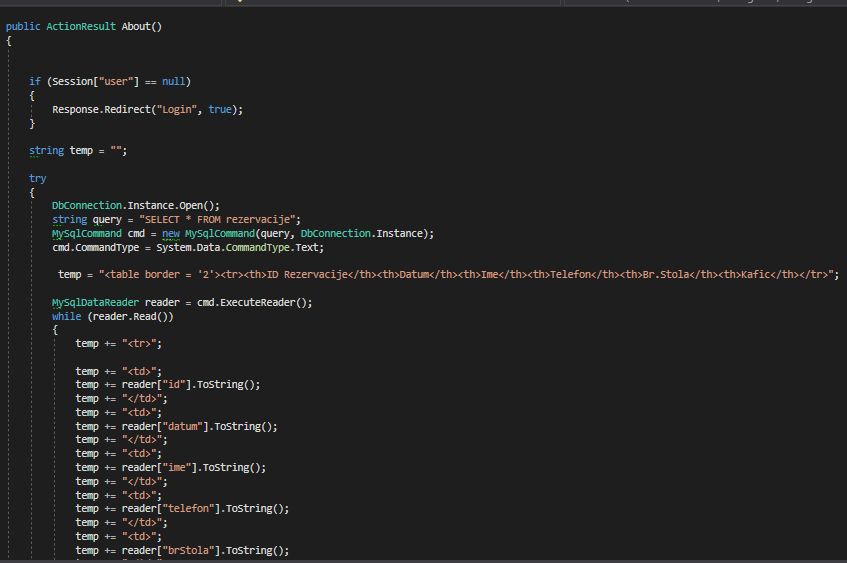 public ActionResult About()
{
if (Session["user"] == null)
{
Response.Redirect("Login", true);
}
string temp = "";
try
{
DbConnection.Instance.Open();
string query = "SELECT * FROM rezervacije";
MySqlCommand cmd = new MySqlCommand(query, DbConnection.Instance);
cmd.CommandType = System.Data.CommandType.Text;
temp = "<table border = '2'><tr><th>ID Rezervacije</th><th>Datum</th><th>Ime</th><th>Telefon</th><th>Br.Stola</th><th>Kafic</th></tr>";
MySqlDataReader reader = cmd.ExecuteReader();
while (reader.Read())
{
temp += "<tr>";
temp += "<td>";
temp += reader["id"].ToString();
temp += "</td>";
temp += "<td>";
temp += reader["datum"].ToString();
temp += "</td>";
temp += "<td>";
temp += reader["ime"].ToString();
temp += "</td>";
temp += "<td>";
temp += reader["telefon"].ToString();
temp += "</td>";
temp += "<td>";
temp += reader["brStola"].ToString();